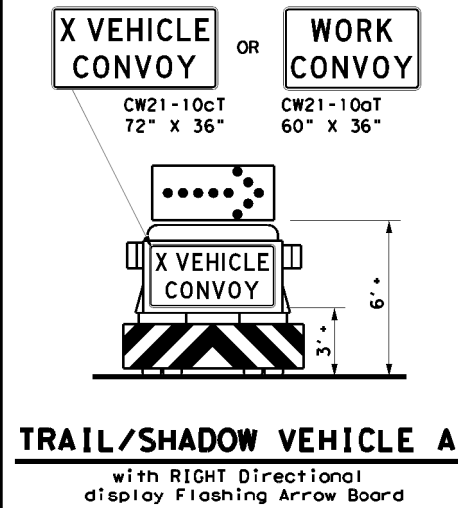 X VEHICLE
CONVOY
OR
WORK
CONVOY
CW21-10cT
72" X 36"
CW21-10aT
60" X 36"
X VEHICLE
CONVOY
6' +
3' +
TRAIL/SHADOW VEHICLE A
with RIGHT Directional
display Flashing Arrow Board